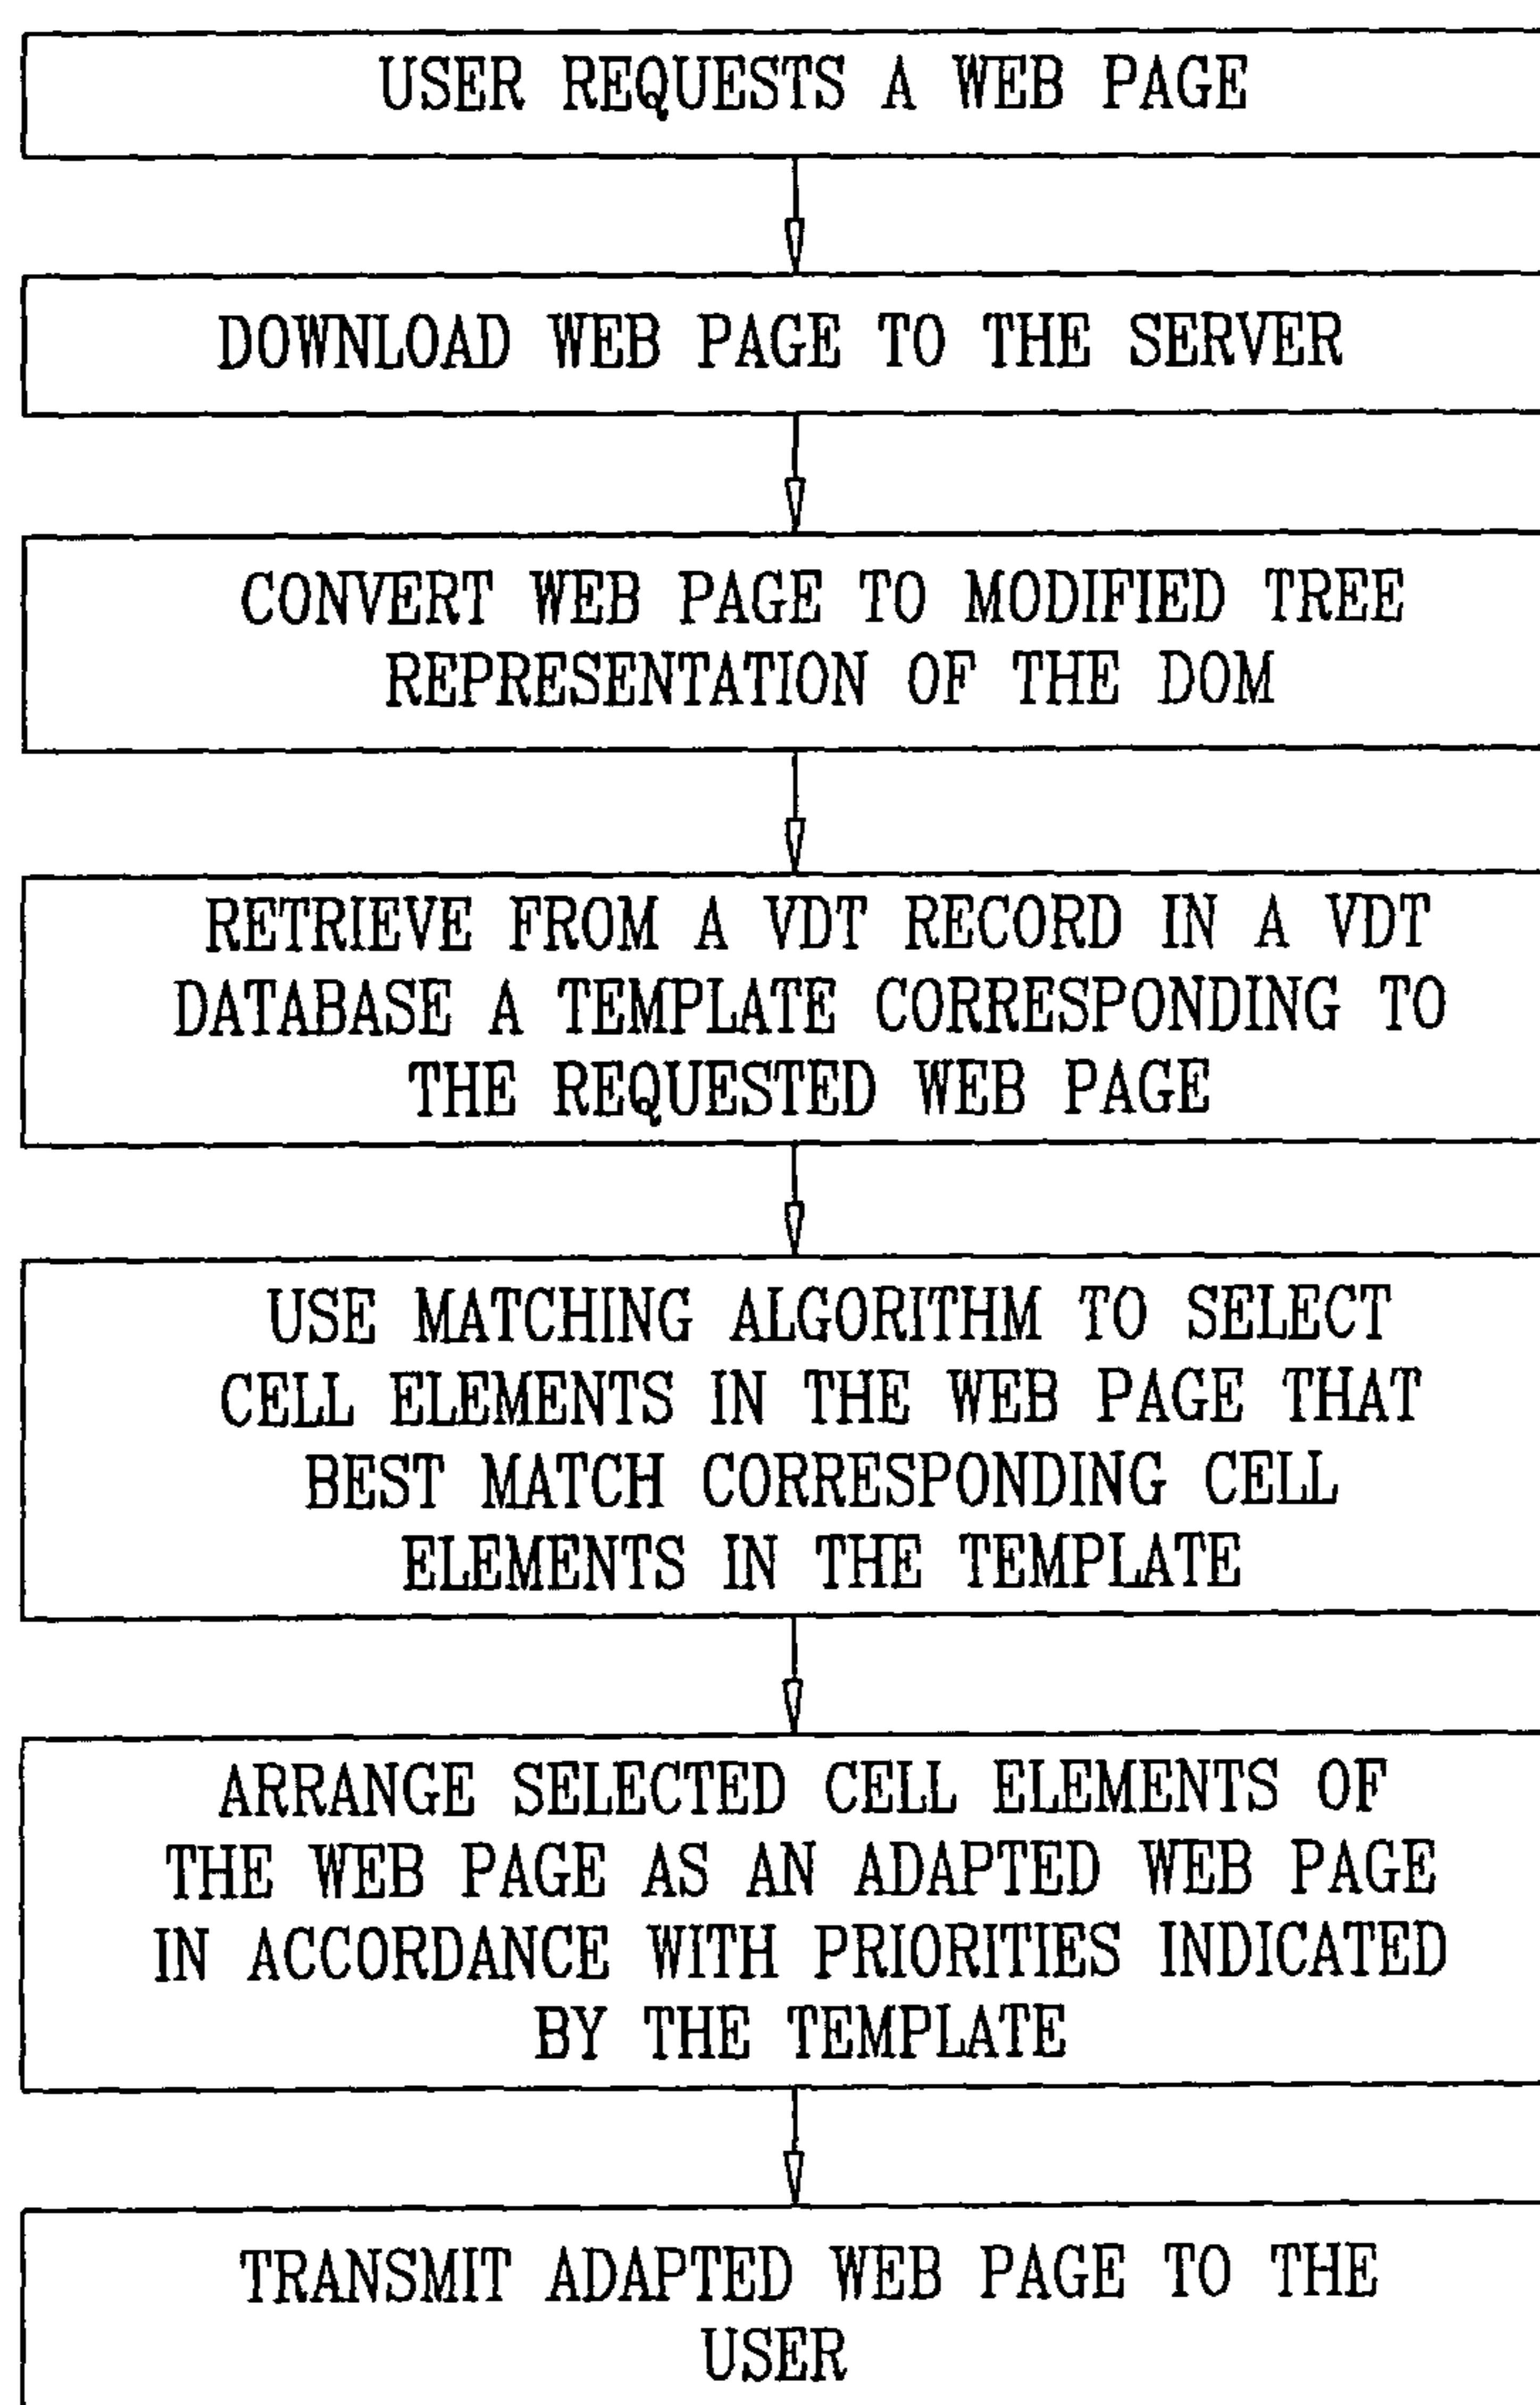 USER REQUESTS A WEB PAGE
DOWNLOAD WEB PAGE TO THE SERVER
CONVERT WEB PAGE TO MODIFIED TREE
REPRESENTATION OF THE DOM
RETRIEVE FROM A VDT RECORD IN A VDT
DATABASE A TEMPLATE CORRESPONDING TO
THE REQUESTED WEB PAGE
USE MATCHING ALGORITHM TO SELECT
CELL ELEMENTS IN THE WEB PAGE THAT
BEST MATCH CORRESPONDING CELL
ELEMENTS IN THE TEMPLATE
ARRANGE SELECTED CELL ELEMENTS OF
THE WEB PAGE AS AN ADAPTED WEB PAGE
IN ACCORDANCE WITH PRIORITIES INDICATED
BY THE TEMPLATE
TRANSMIT ADAPTED WEB PAGE TO THE
USER